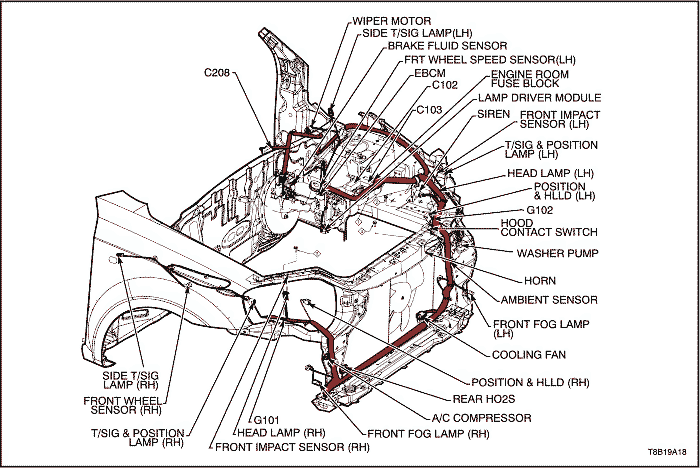 WIPER MOTOR
SIDE T/SIG LAMP(LH)
BRAKE FLUID SENSOR
FRT WHEEL SPEED SENSOR(LH)
C208
EBCM
C102
ENGINE ROOM
FUSE BLOCK
LAMP DRIVER MODULE
C103
SIREN
FRONT IMPACT
SENSOR (LH)
T/SIG & POSITION
LAMP (LH)
HEAD LAMP (LH)
POSITION
& HLLD (LH)
G102
HOOD
CONTACT SWITCH
WASHER PUMP
HORN
AMBIENT SENSOR
FRONT FOG LAMP
(LH)
COOLING FAN
POSITION & HLLD (RH)
REAR HO2S
A/C COMPRESSOR
FRONT FOG LAMP (RH)
SIDE T/SIG
LAMP (RH)
FRONT WHEEL
SENSOR (RH)
T/SIG & POSITION
LAMP (RH)
G101
HEAD LAMP (RH)
FRONT IMPACT SENSOR (RH)
T8B19A18